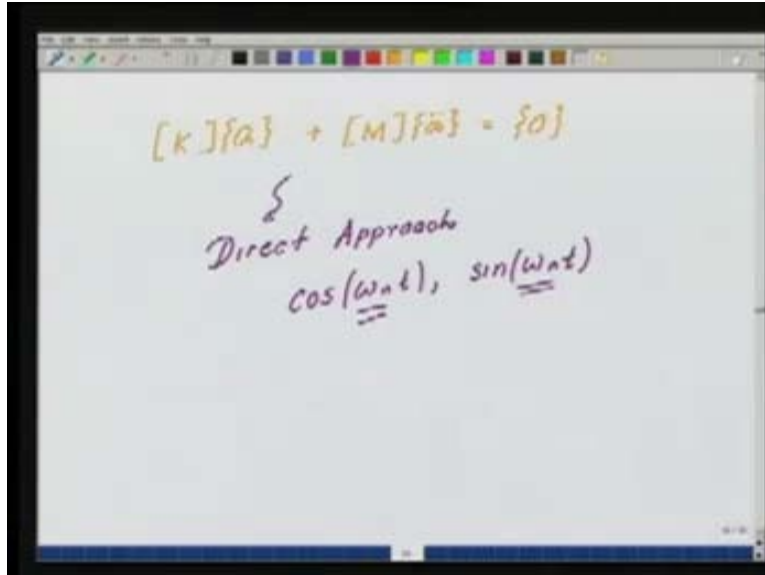 [K]{Q} + [M]{Q̈} = {0}
Direct Approach
cos(ωnt), sin(ωnt)